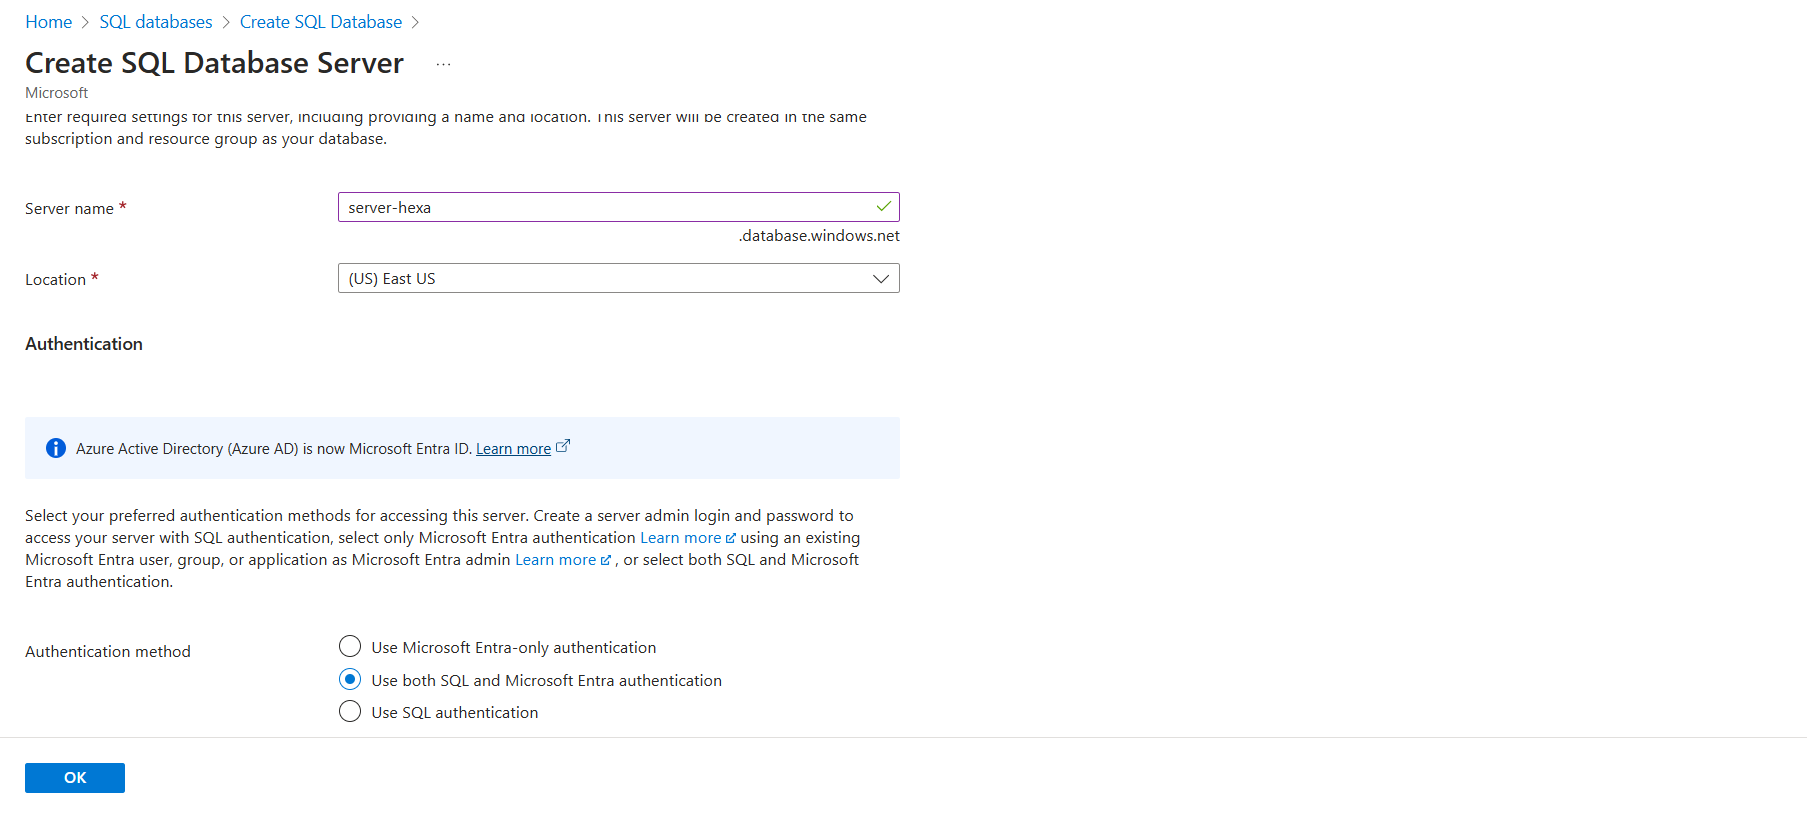 Home > SQL databases > Create SQL Database >
Create SQL Database Server ...
Microsoft
Enter required settings for this server, including providing a name and location. This server will be created in the same
subscription and resource group as your database.
Server name *
server-hexa
.database.windows.net
Location *
(US) East US
Authentication
Azure Active Directory (Azure AD) is now Microsoft Entra ID. Learn more
Select your preferred authentication methods for accessing this server. Create a server admin login and password to
access your server with SQL authentication, select only Microsoft Entra authentication Learn more using an existing
Microsoft Entra user, group, or application as Microsoft Entra admin Learn more , or select both SQL and Microsoft
Entra authentication.
Authentication method
Use Microsoft Entra-only authentication
Use both SQL and Microsoft Entra authentication
Use SQL authentication
OK